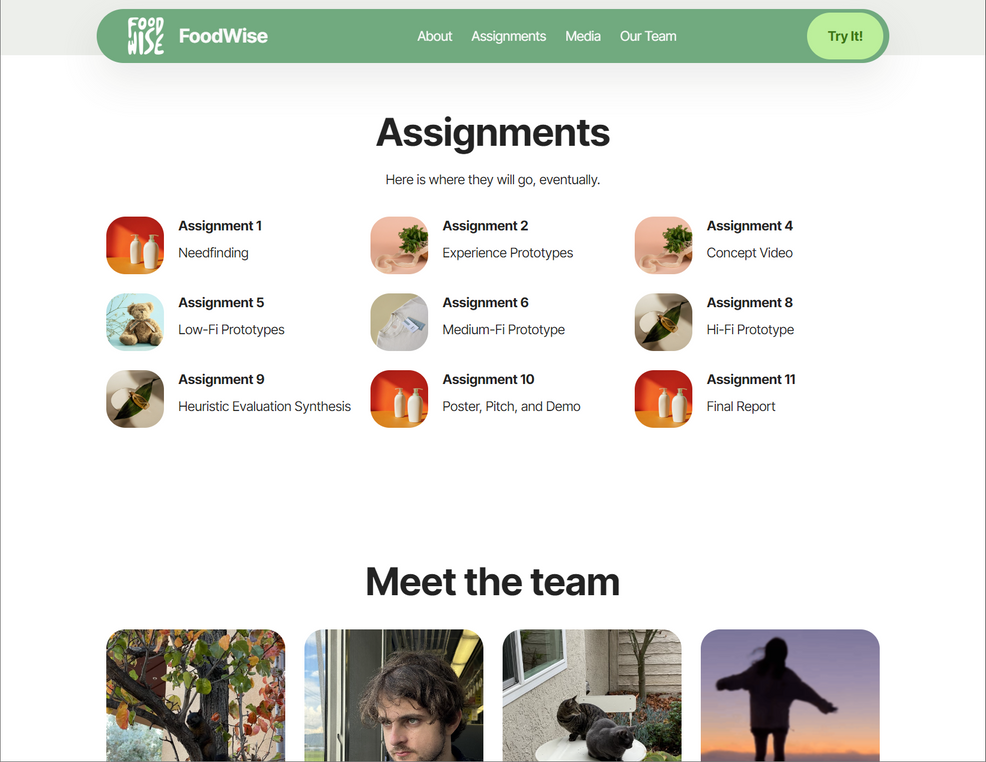 FOOD
WISE
FoodWise
About
Assignments
Media
Our Team
Try It!
Assignments
Here is where they will go, eventually.
Assignment 1
Needfinding
Assignment 2
Experience Prototypes
Assignment 4
Concept Video
Assignment 5
Low-Fi Prototypes
Assignment 6
Medium-Fi Prototype
Assignment 8
Hi-Fi Prototype
Assignment 9
Heuristic Evaluation Synthesis
Assignment 10
Poster, Pitch, and Demo
Assignment 11
Final Report
Meet the team